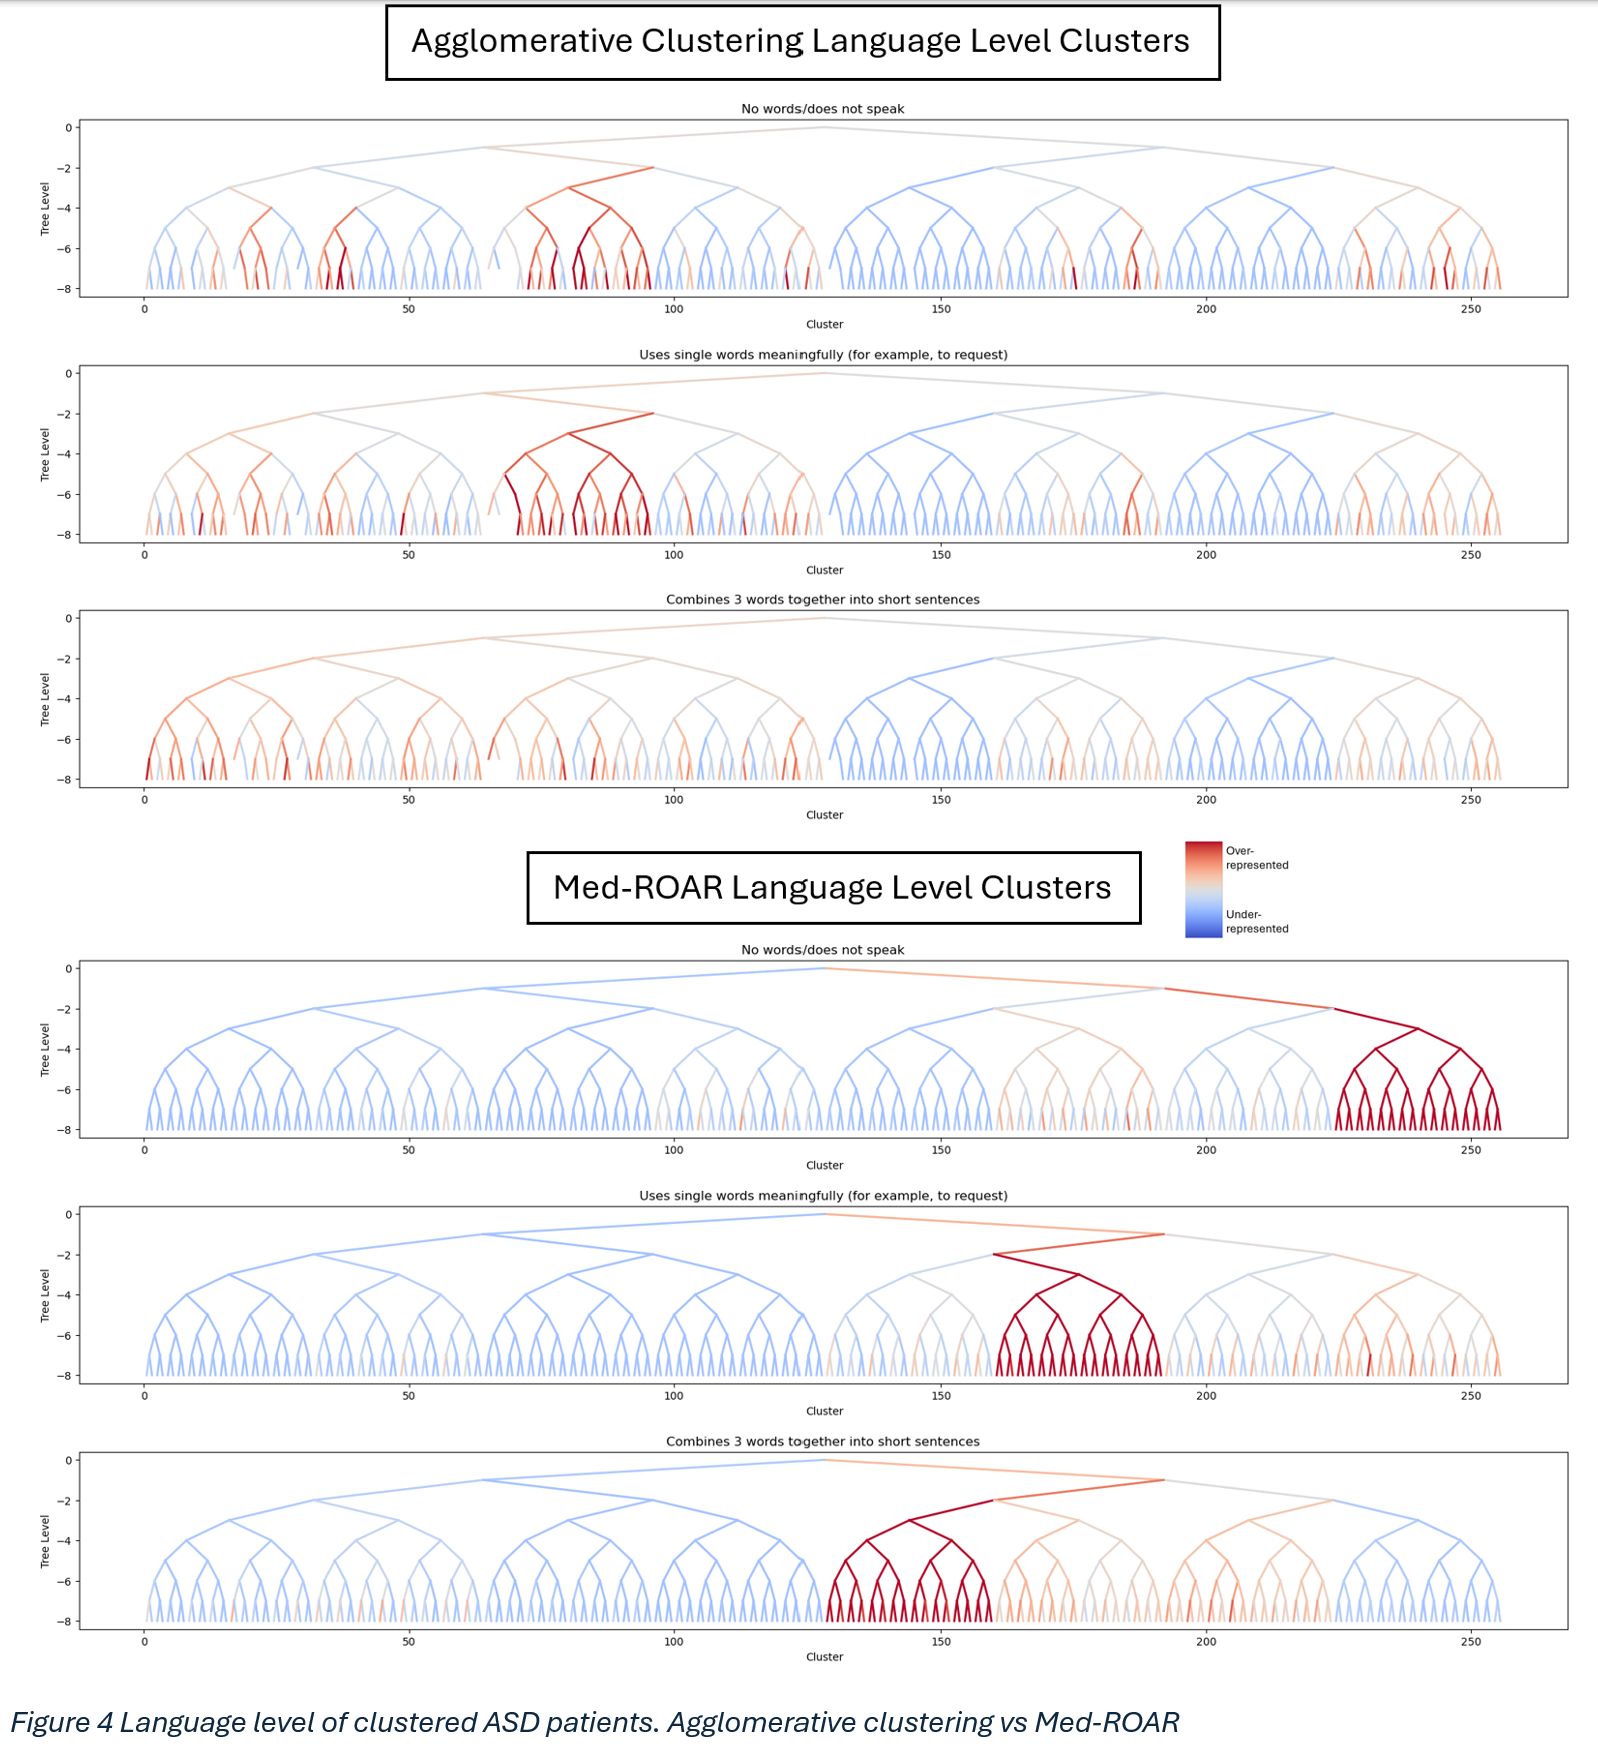 Agglomerative Clustering Language Level Clusters
No words/does not speak
0
−2
−4
−6
−8
Tree Level
0 50 100 150 200 250
Cluster
Uses single words meaningfully (for example, to request)
0
−2
−4
−6
−8
Tree Level
0 50 100 150 200 250
Cluster
Combines 3 words together into short sentences
0
−2
−4
−6
−8
Tree Level
0 50 100 150 200 250
Cluster
Med-ROAR Language Level Clusters
Over-
represented
Under-
represented
No words/does not speak
0
−2
−4
−6
−8
Tree Level
0 50 100 150 200 250
Cluster
Uses single words meaningfully (for example, to request)
0
−2
−4
−6
−8
Tree Level
0 50 100 150 200 250
Cluster
Combines 3 words together into short sentences
0
−2
−4
−6
−8
Tree Level
0 50 100 150 200 250
Cluster
Figure 4 Language level of clustered ASD patients. Agglomerative clustering vs Med-ROAR